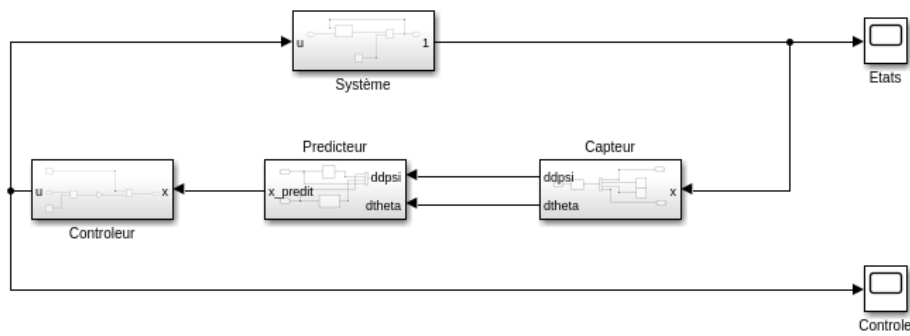 u
1
Système
Etats
Predicteur
Capteur
u
x
x_predit
ddpsi
dtheta
ddpsi
dtheta
x
Controleur
Controle